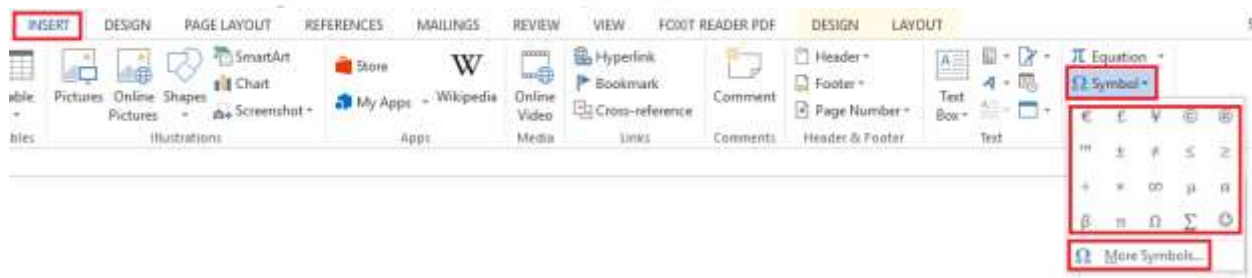 INSERT DESIGN PAGE LAYOUT REFERENCES MAILINGS REVIEW VIEW FOXIT READER PDF DESIGN LAYOUT
Pictures Online Pictures Shapes SmartArt Chart Screenshot
Store My Apps W Wikipedia
Online Video
Hyperlink Bookmark Cross-reference
Comment
Header Footer Page Number
A Text Box
π Equation
Ω Symbol
Illustrations Apps Media Links Comments Header & Footer Text
€ £ ¥ © ®
™ ± ≠ ≤ ≥
÷ × ∞ µ α
β π Ω ∑
Ω More Symbols...